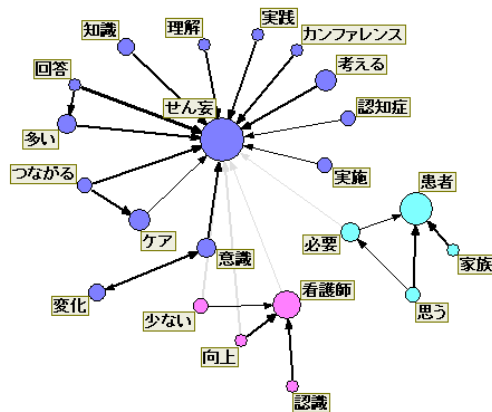 実践
知識
理解
カンファレンス
回答
考える
せん妄
多い
認知症
つながる
実施
患者
ケア
必要
意識
家族
変化
看護師
思う
少ない
向上
認識